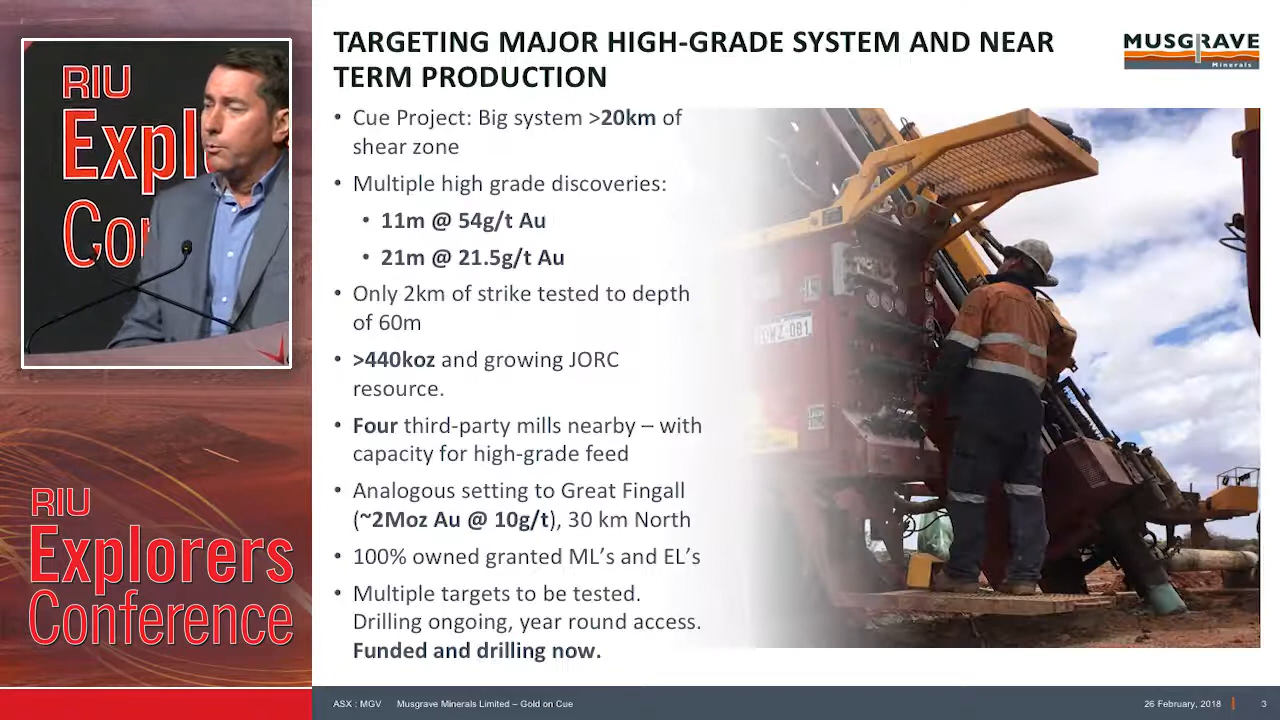 RIU
Explo
Co
RIU
Explorers
Conference
TARGETING MAJOR HIGH-GRADE SYSTEM AND NEAR
TERM PRODUCTION
MUSGRAVE
Minerals
• Cue Project: Big system >20km of
shear zone
• Multiple high grade discoveries:
• 11m @ 54g/t Au
• 21m @ 21.5g/t Au
• Only 2km of strike tested to depth
of 60m
• >440koz and growing JORC
resource.
• Four third-party mills nearby – with
capacity for high-grade feed
• Analogous setting to Great Fingall
(~2Moz Au @ 10g/t), 30 km North
• 100% owned granted ML’s and EL’s
• Multiple targets to be tested.
Drilling ongoing, year round access.
Funded and drilling now.
ASX : MGV Musgrave Minerals Limited – Gold on Cue
26 February, 2018 3